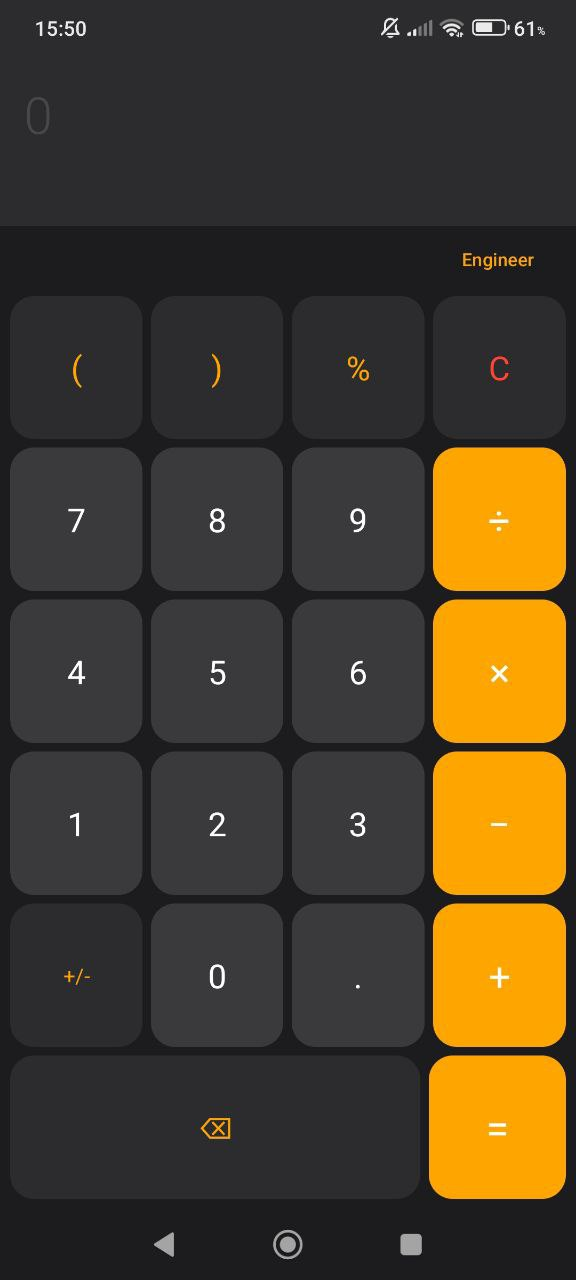 15:50 61%
0
Engineer
( ) % C
7 8 9 ÷
4 5 6 ×
1 2 3 −
+/- 0 . +
=